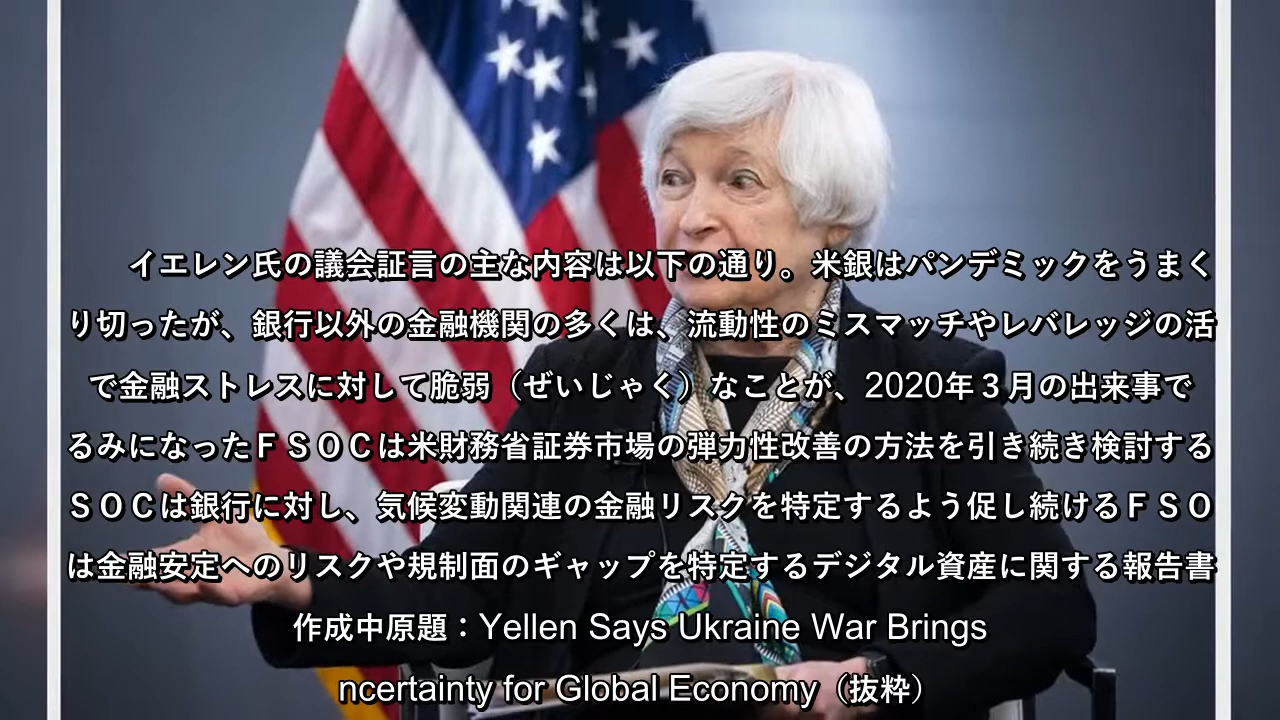 イエレン氏の議会証言の主な内容は以下の通り。米銀はパンデミックをうまく
り切ったが、銀行以外の金融機関の多くは、流動性のミスマッチやレバレッジの活
で金融ストレスに対して脆弱（ぜいじゃく）なことが、2020年３月の出来事で
るみになったＦＳＯＣは米財務省証券市場の弾力性改善の方法を引き続き検討する
ＳＯＣは銀行に対し、気候変動関連の金融リスクを特定するよう促し続けるＦＳＯ
は金融安定へのリスクや規制面のギャップを特定するデジタル資産に関する報告書
作成中原題：Yellen Says Ukraine War Brings
ncertainty for Global Economy（抜粋）